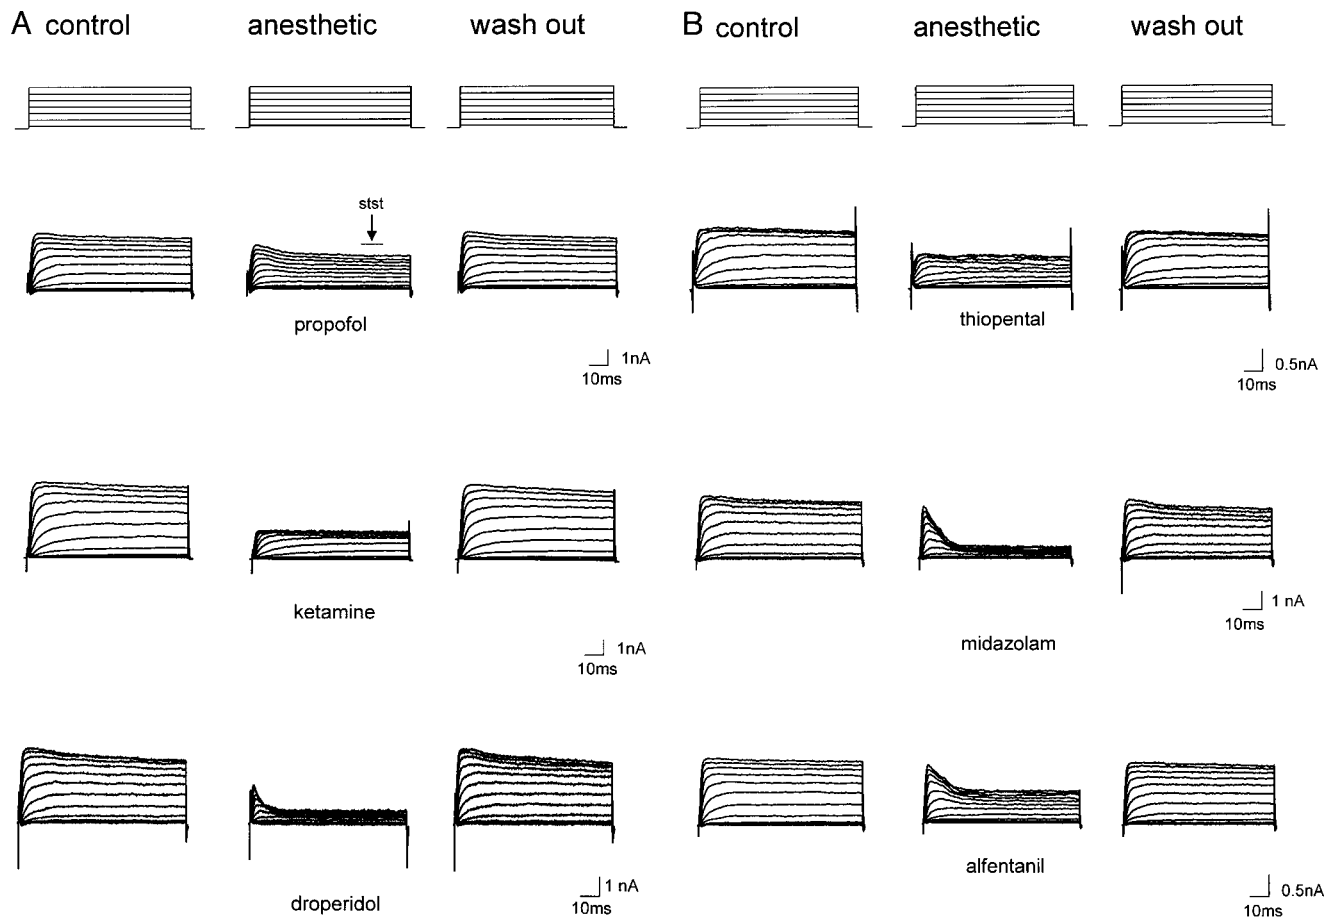 A control anesthetic wash out
B control anesthetic wash out
stst
propofol
1nA
10ms
thiopental
0.5nA
10ms
ketamine
1nA
10ms
midazolam
1 nA
10ms
droperidol
1 nA
10ms
alfentanil
0.5nA
10ms